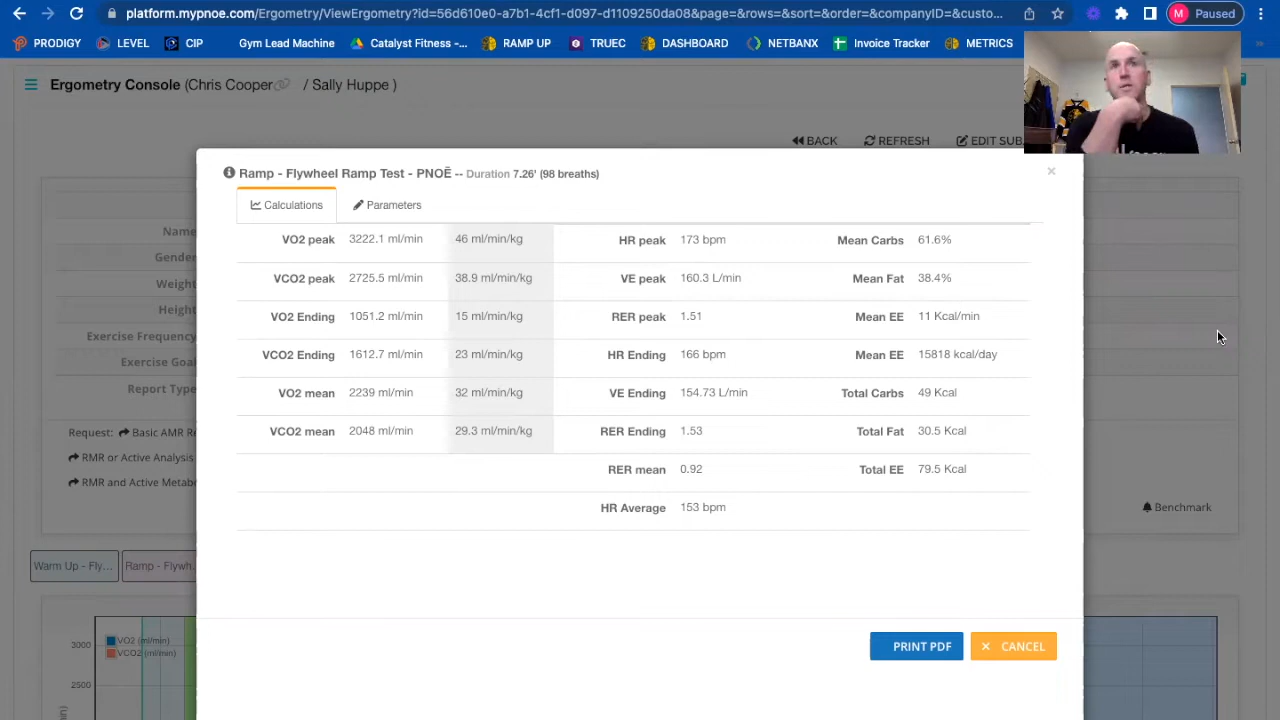 platform.mypnoe.com/Ergometry/ViewErgometry?id=56d610e0-a7b1-4cf1-d097-d1109250da08&page=&rows=&sort=&order=&companyID=&custo...
M Paused
PRODIGY LEVEL CIP Gym Lead Machine Catalyst Fitness -... RAMP UP TRUEC DASHBOARD NETBANX Invoice Tracker METRICS
Ergometry Console (Chris Cooper / Sally Huppe )
BACK REFRESH EDIT SUB
Ramp - Flywheel Ramp Test - PNOĒ -- Duration 7.26' (98 breaths) ×
Calculations Parameters
Name:
Gender:
Weight:
Height:
Exercise Frequency:
Exercise Goal:
Report Type:
VO2 peak 3222.1 ml/min 46 ml/min/kg HR peak 173 bpm Mean Carbs 61.6%
VCO2 peak 2725.5 ml/min 38.9 ml/min/kg VE peak 160.3 L/min Mean Fat 38.4%
VO2 Ending 1051.2 ml/min 15 ml/min/kg RER peak 1.51 Mean EE 11 Kcal/min
VCO2 Ending 1612.7 ml/min 23 ml/min/kg HR Ending 166 bpm Mean EE 15818 kcal/day
VO2 mean 2239 ml/min 32 ml/min/kg VE Ending 154.73 L/min Total Carbs 49 Kcal
VCO2 mean 2048 ml/min 29.3 ml/min/kg RER Ending 1.53 Total Fat 30.5 Kcal
RER mean 0.92 Total EE 79.5 Kcal
HR Average 153 bpm
Request: Basic AMR Re
RMR or Active Analysis
RMR and Active Metab
Benchmark
Warm Up - Fly... Ramp - Flywh.
VO2 (ml/min)
VCO2 (ml/min)
3000
2500
PRINT PDF × CANCEL